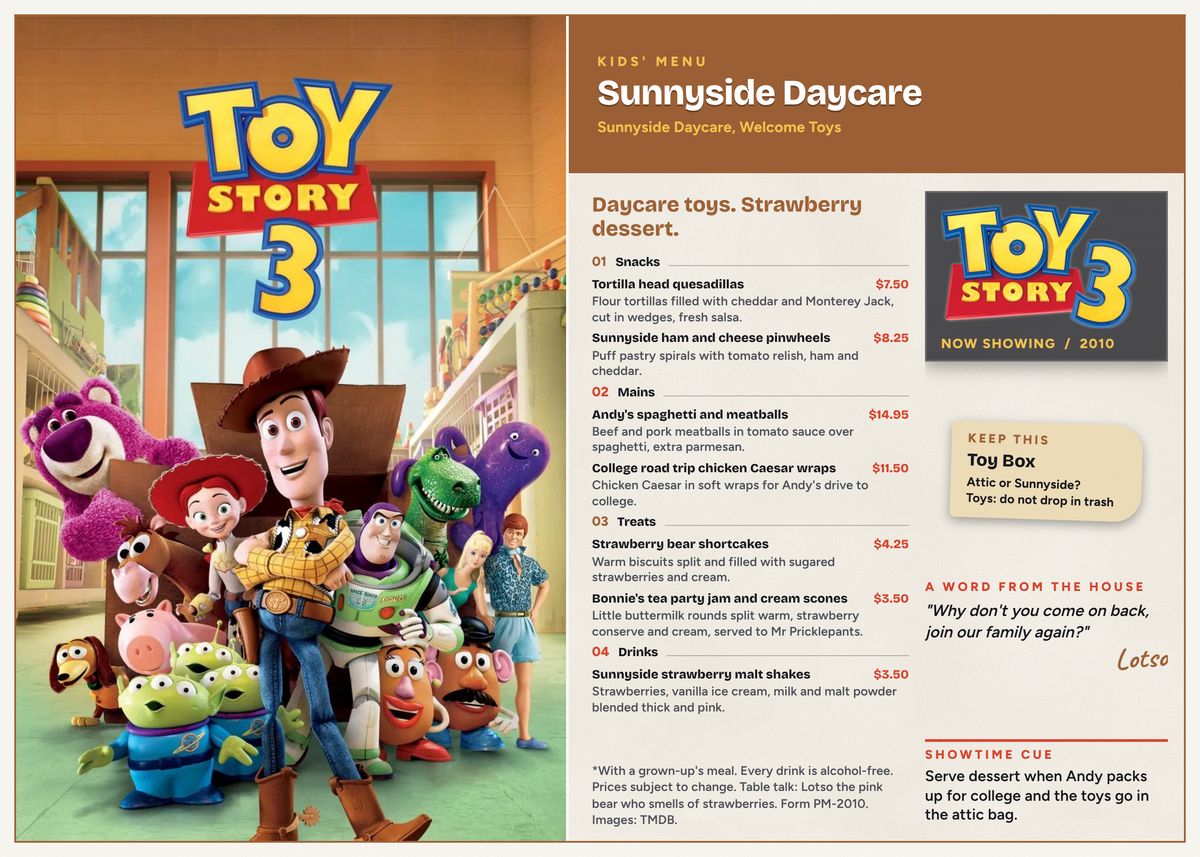 TOY
STORY
3
SPACE RANGER
LIGHTYEAR
KIDS' MENU
Sunnyside Daycare
Sunnyside Daycare, Welcome Toys
Daycare toys. Strawberry
dessert.
01 Snacks
Tortilla head quesadillas $7.50
Flour tortillas filled with cheddar and Monterey Jack,
cut in wedges, fresh salsa.
Sunnyside ham and cheese pinwheels $8.25
Puff pastry spirals with tomato relish, ham and
cheddar.
02 Mains
Andy's spaghetti and meatballs $14.95
Beef and pork meatballs in tomato sauce over
spaghetti, extra parmesan.
College road trip chicken Caesar wraps $11.50
Chicken Caesar in soft wraps for Andy's drive to
college.
03 Treats
Strawberry bear shortcakes $4.25
Warm biscuits split and filled with sugared
strawberries and cream.
Bonnie's tea party jam and cream scones $3.50
Little buttermilk rounds split warm, strawberry
conserve and cream, served to Mr Pricklepants.
04 Drinks
Sunnyside strawberry malt shakes $3.50
Strawberries, vanilla ice cream, milk and malt powder
blended thick and pink.
*With a grown-up's meal. Every drink is alcohol-free.
Prices subject to change. Table talk: Lotso the pink
bear who smells of strawberries. Form PM-2010.
Images: TMDB.
TOY
STORY 3
NOW SHOWING / 2010
KEEP THIS
Toy Box
Attic or Sunnyside?
Toys: do not drop in trash
A WORD FROM THE HOUSE
"Why don't you come on back,
join our family again?"
Lotso
SHOWTIME CUE
Serve dessert when Andy packs
up for college and the toys go in
the attic bag.